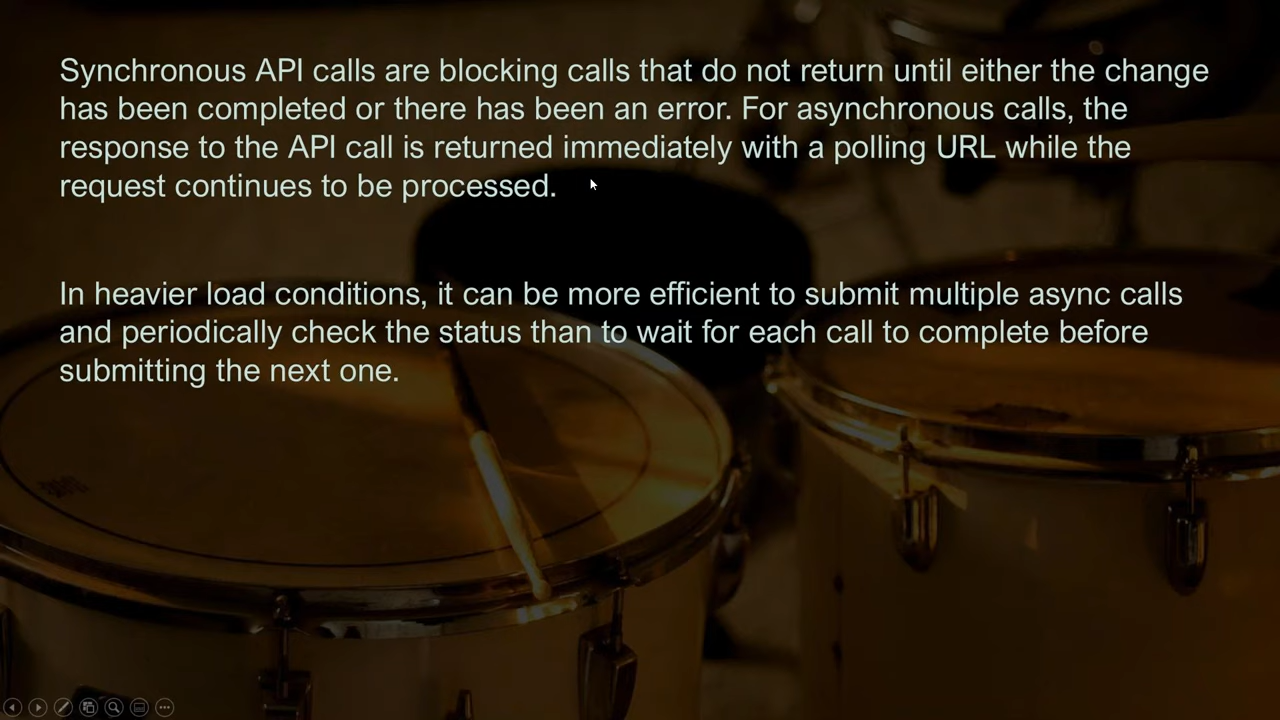 Synchronous API calls are blocking calls that do not return until either the change
has been completed or there has been an error. For asynchronous calls, the
response to the API call is returned immediately with a polling URL while the
request continues to be processed.
In heavier load conditions, it can be more efficient to submit multiple async calls
and periodically check the status than to wait for each call to complete before
submitting the next one.